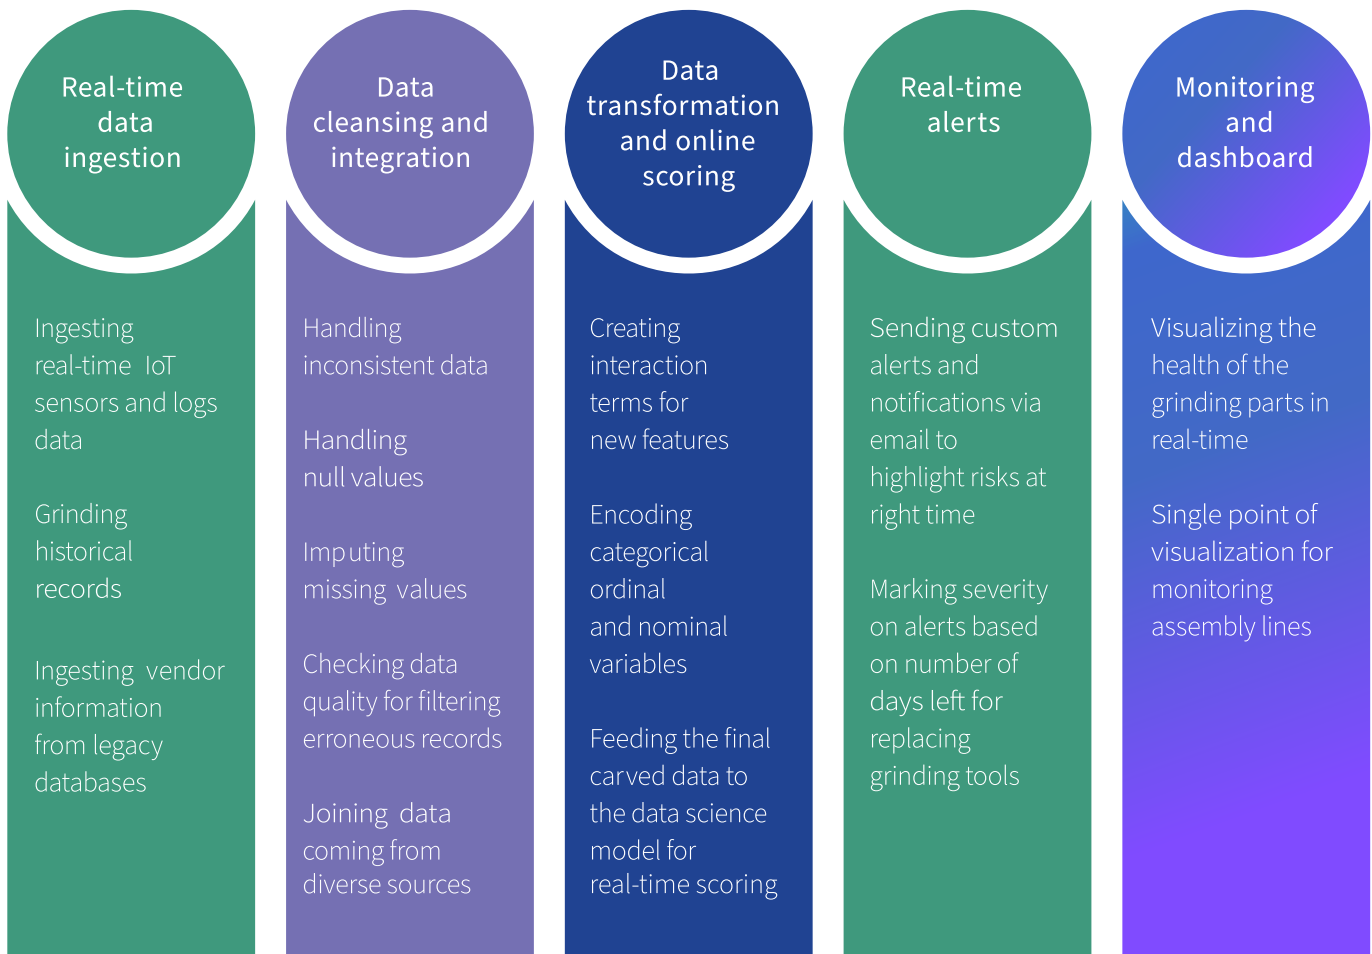 Real-time
data
ingestion
Ingesting
real-time IoT
sensors and logs
data
Grinding
historical
records
Ingesting vendor
information
from legacy
databases
Data
cleansing and
integration
Handling
inconsistent data
Handling
null values
Imputing
missing values
Checking data
quality for filtering
erroneous records
Joining data
coming from
diverse sources
Data
transformation
and online
scoring
Creating
interaction
terms for
new features
Encoding
categorical
ordinal
and nominal
variables
Feeding the final
carved data to
the data science
model for
real-time scoring
Real-time
alerts
Sending custom
alerts and
notifications via
email to
highlight risks at
right time
Marking severity
on alerts based
on number of
days left for
replacing
grinding tools
Monitoring
and
dashboard
Visualizing the
health of the
grinding parts in
real-time
Single point of
visualization for
monitoring
assembly lines